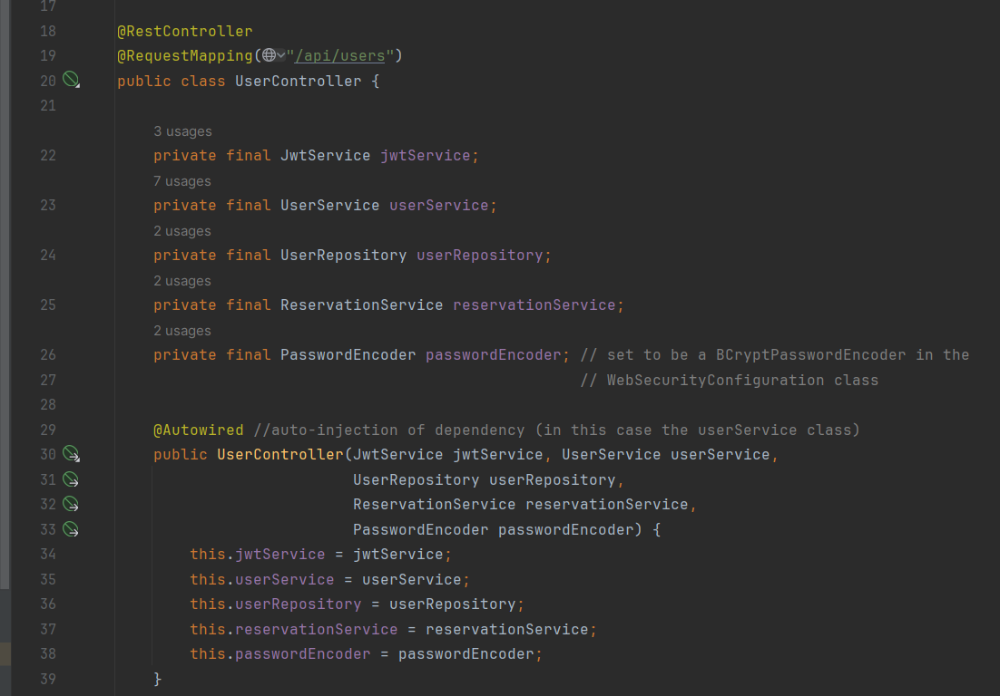 17
18 @RestController
19 @RequestMapping("/api/users")
20 public class UserController {
21
3 usages
22 private final JwtService jwtService;
7 usages
23 private final UserService userService;
2 usages
24 private final UserRepository userRepository;
2 usages
25 private final ReservationService reservationService;
2 usages
26 private final PasswordEncoder passwordEncoder; // set to be a BCryptPasswordEncoder in the
27 // WebSecurityConfiguration class
28
29 @Autowired //auto-injection of dependency (in this case the userService class)
30 public UserController(JwtService jwtService, UserService userService,
31 UserRepository userRepository,
32 ReservationService reservationService,
33 PasswordEncoder passwordEncoder) {
34 this.jwtService = jwtService;
35 this.userService = userService;
36 this.userRepository = userRepository;
37 this.reservationService = reservationService;
38 this.passwordEncoder = passwordEncoder;
39 }